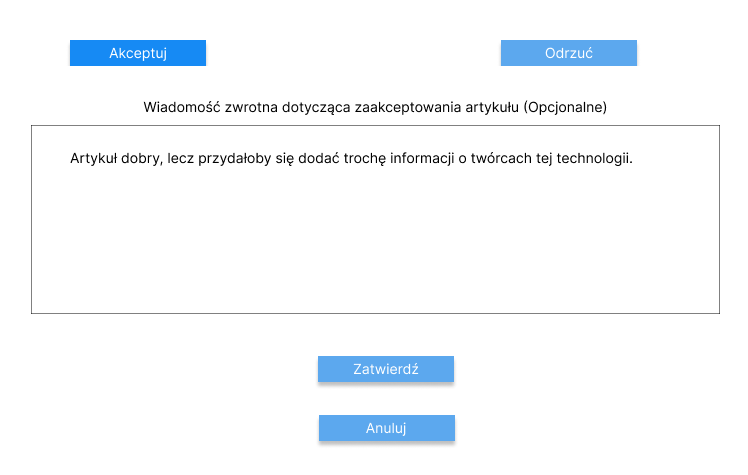 Akceptuj
Odrzuć
Wiadomość zwrotna dotycząca zaakceptowania artykułu (Opcjonalne)
Artykuł dobry, lecz przydałoby się dodać trochę informacji o twórcach tej technologii.
Zatwierdź
Anuluj